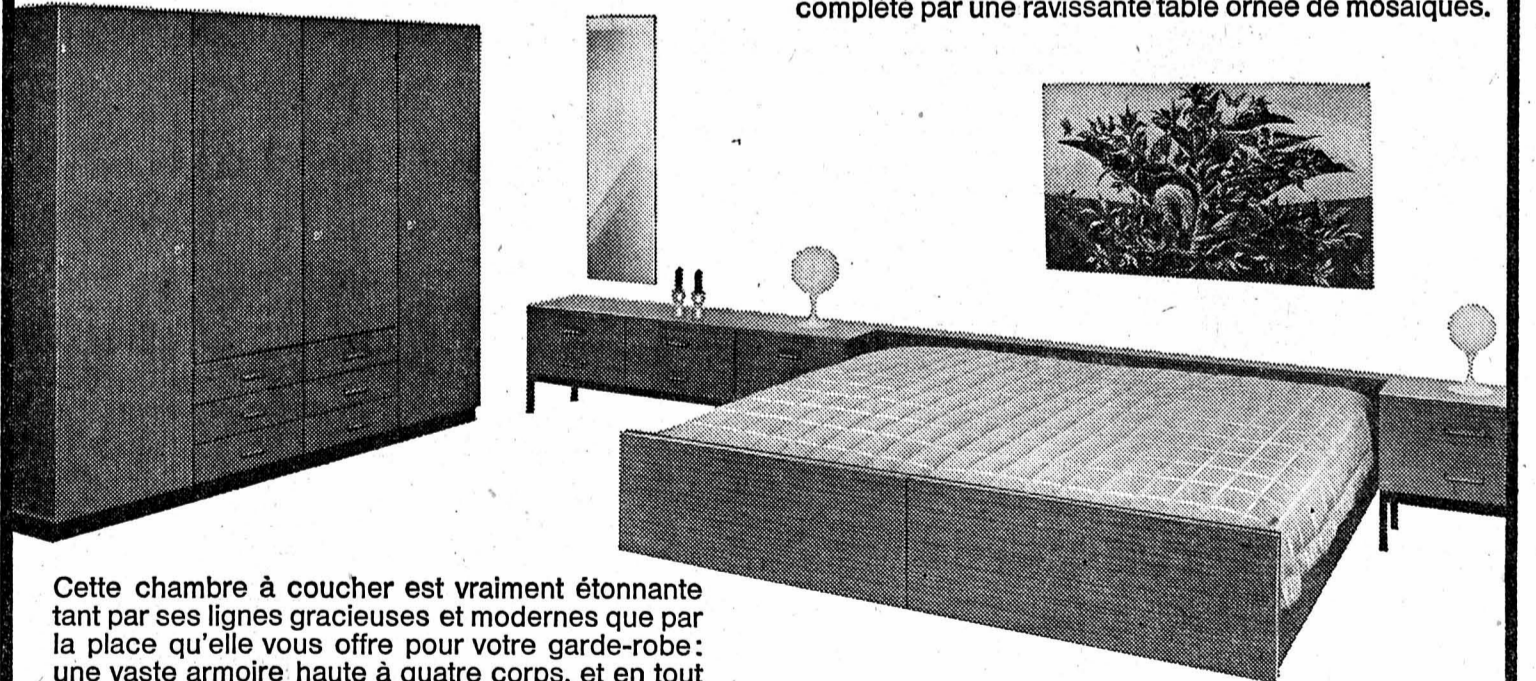 complété par une ravissante table ornée de mosaïques.
Cette chambre à coucher est vraiment étonnante
tant par ses lignes gracieuses et modernes que par
la place qu'elle vous offre pour votre garde-robe:
une vaste armoire haute à quatre corps, et en tout